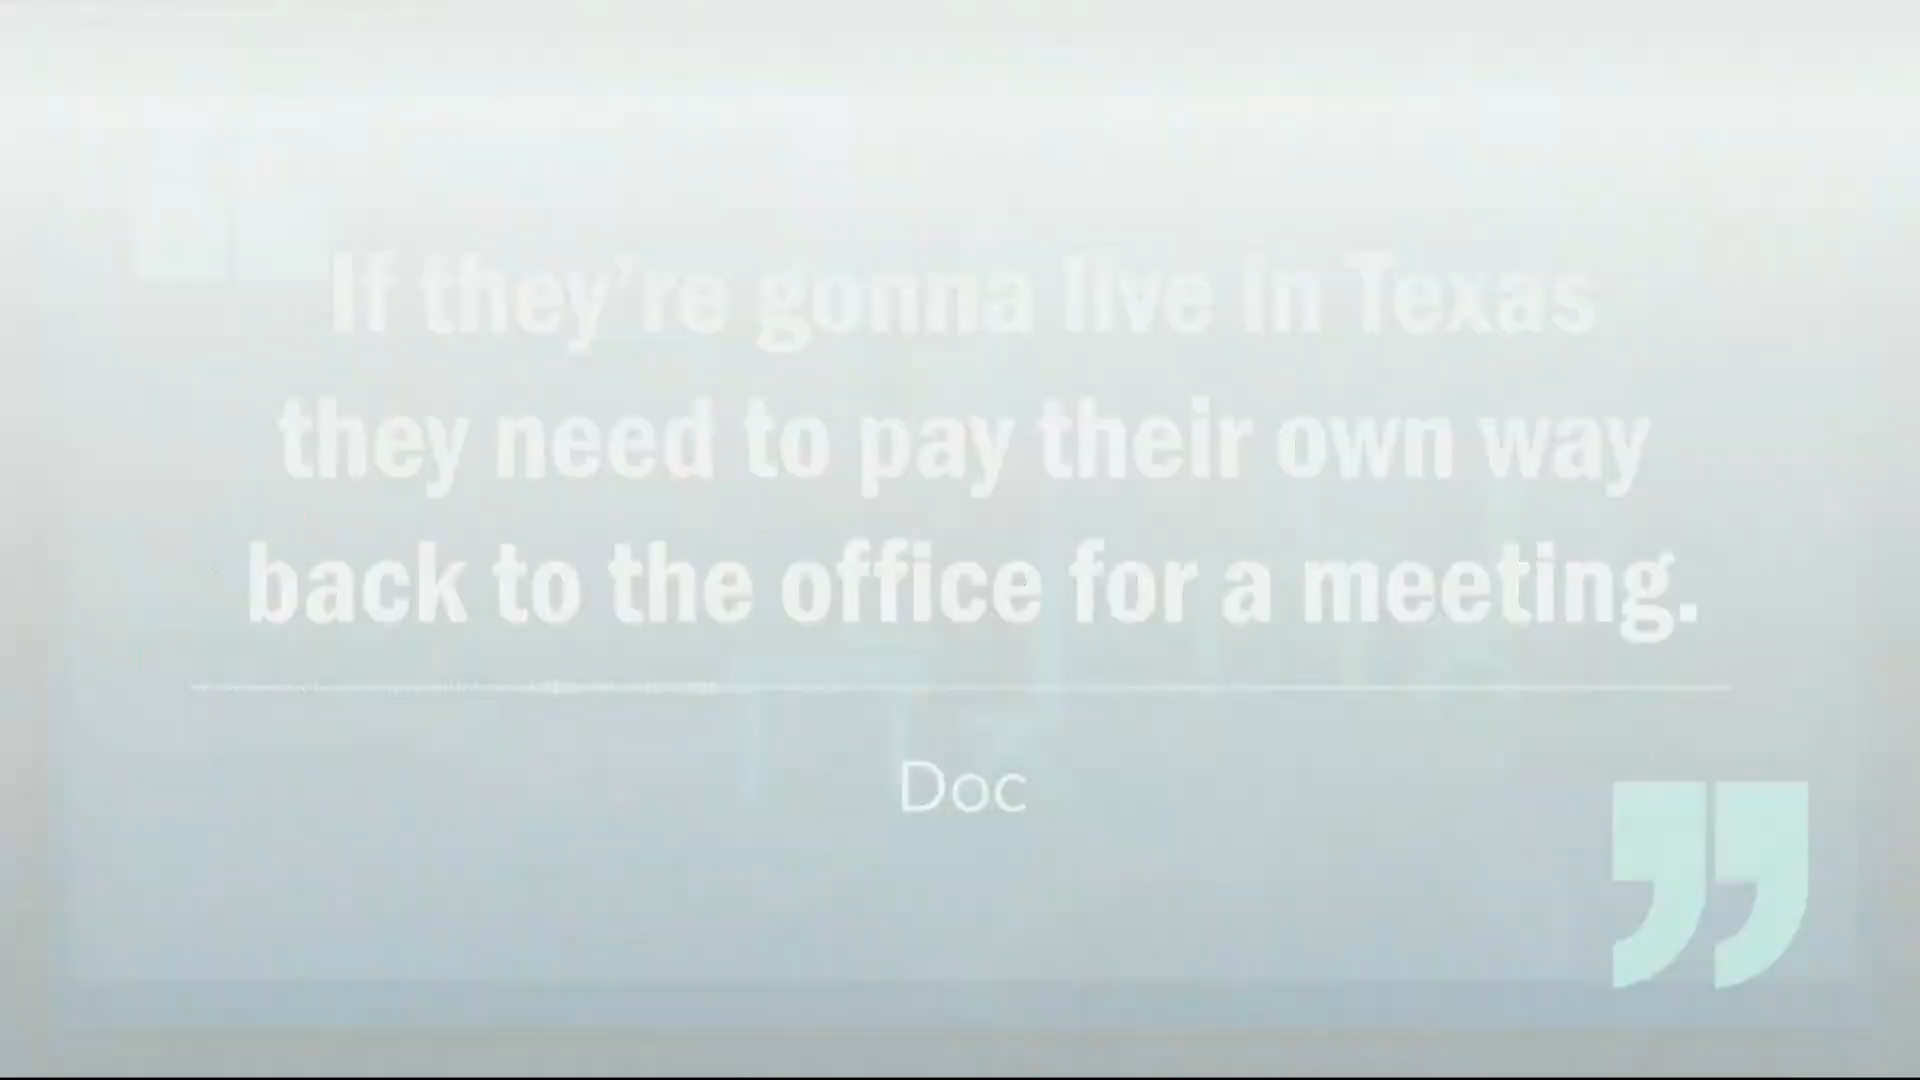 If they're gonna live in Texas
they need to pay their own way
back to the office for a meeting.
Doc
”